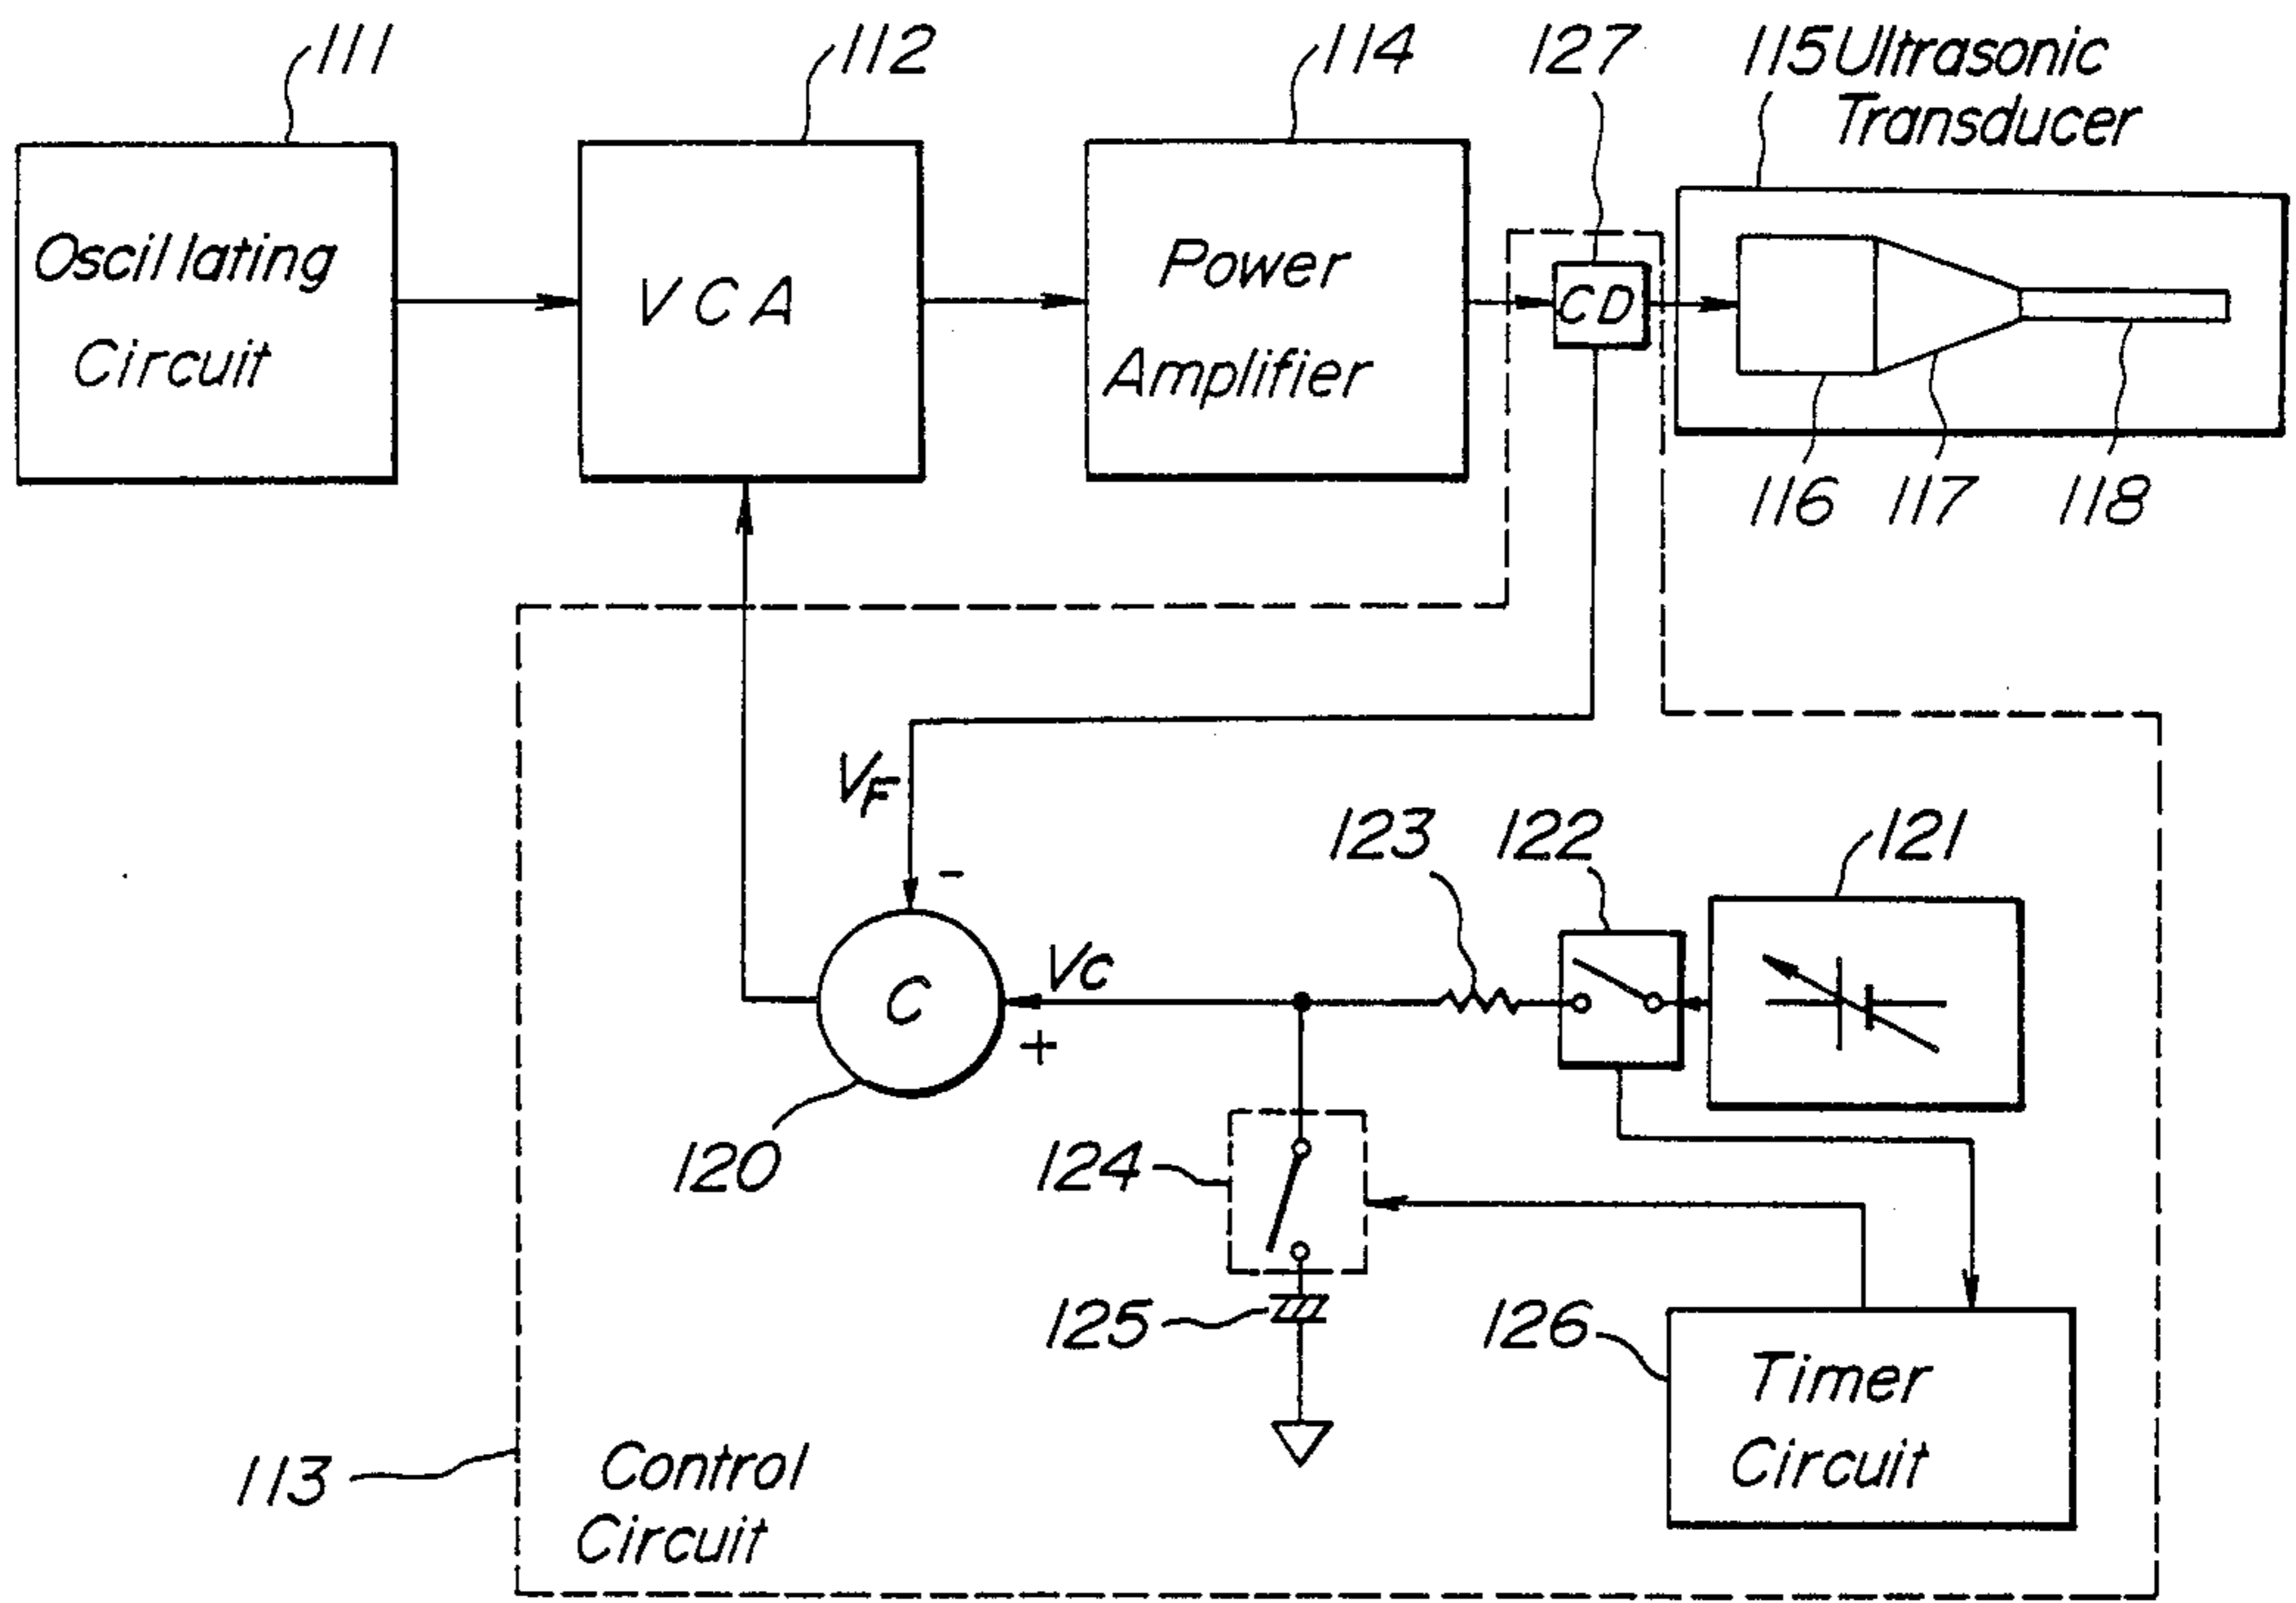 111
112
114
127
115 Ultrasonic
Transducer
Oscillating
Circuit
VCA
Power
Amplifier
CD
116
117
118
VF
-
123
122
121
C
Vc
+
120
124
125
126
Timer
Circuit
113
Control
Circuit